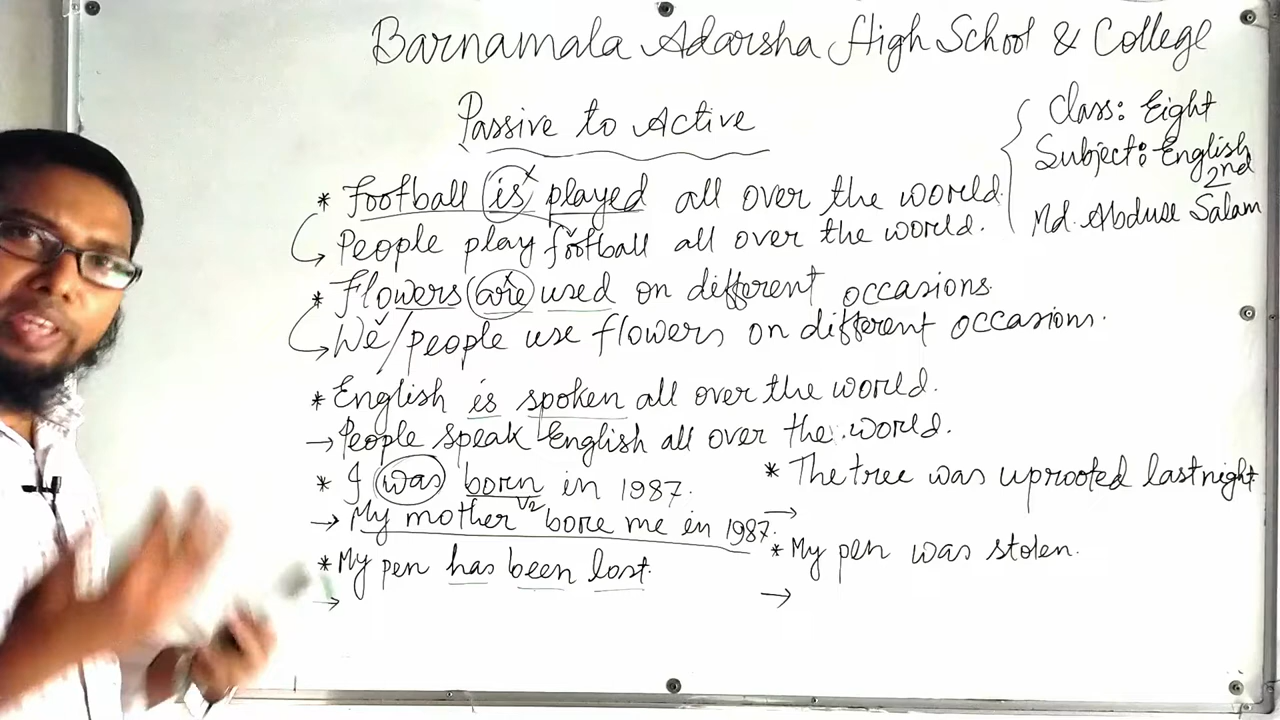 Barnamala Adarsha High School & College
Passive to Active
Class: Eight
Subject: English 2nd
Md. Abduse Salam
* Football is played all over the world.
People play football all over the world.
* Flowers are used on different occasions.
We/people use flowers on different occasions.
* English is spoken all over the world.
→ People speak English all over the world.
* I was born in 1987.
→ My mother V2 bore me in 1987.
* My pen has been lost.
→
* The tree was uprooted last night.
→
* My pen was stolen.
→